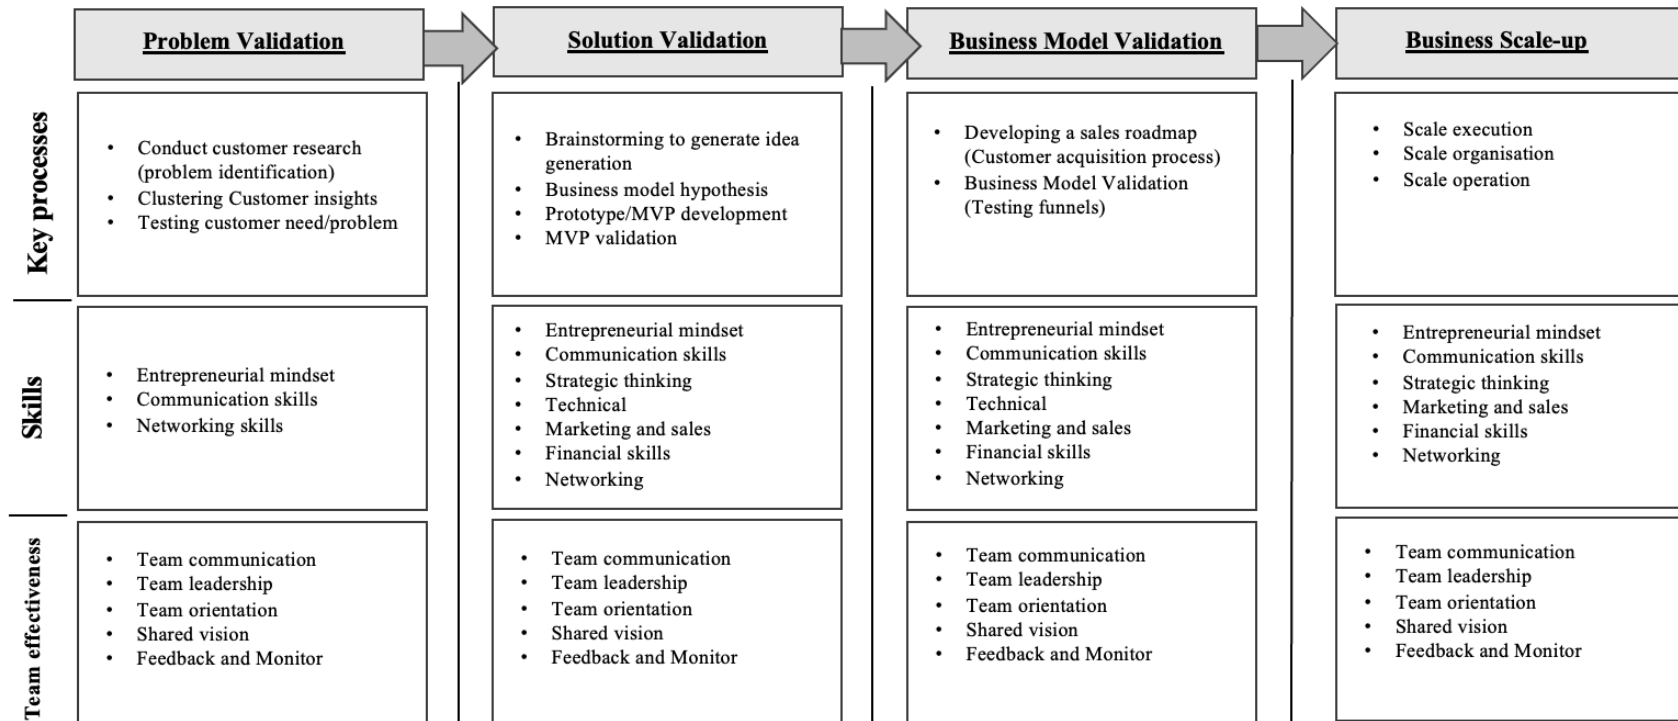 Problem Validation
Solution Validation
Business Model Validation
Business Scale-up
Key processes
• Conduct customer research
(problem identification)
• Clustering Customer insights
• Testing customer need/problem
• Brainstorming to generate idea
generation
• Business model hypothesis
• Prototype/MVP development
• MVP validation
• Developing a sales roadmap
(Customer acquisition process)
• Business Model Validation
(Testing funnels)
• Scale execution
• Scale organisation
• Scale operation
Skills
• Entrepreneurial mindset
• Communication skills
• Networking skills
• Entrepreneurial mindset
• Communication skills
• Strategic thinking
• Technical
• Marketing and sales
• Financial skills
• Networking
• Entrepreneurial mindset
• Communication skills
• Strategic thinking
• Technical
• Marketing and sales
• Financial skills
• Networking
• Entrepreneurial mindset
• Communication skills
• Strategic thinking
• Marketing and sales
• Financial skills
• Networking
Team effectiveness
• Team communication
• Team leadership
• Team orientation
• Shared vision
• Feedback and Monitor
• Team communication
• Team leadership
• Team orientation
• Shared vision
• Feedback and Monitor
• Team communication
• Team leadership
• Team orientation
• Shared vision
• Feedback and Monitor
• Team communication
• Team leadership
• Team orientation
• Shared vision
• Feedback and Monitor